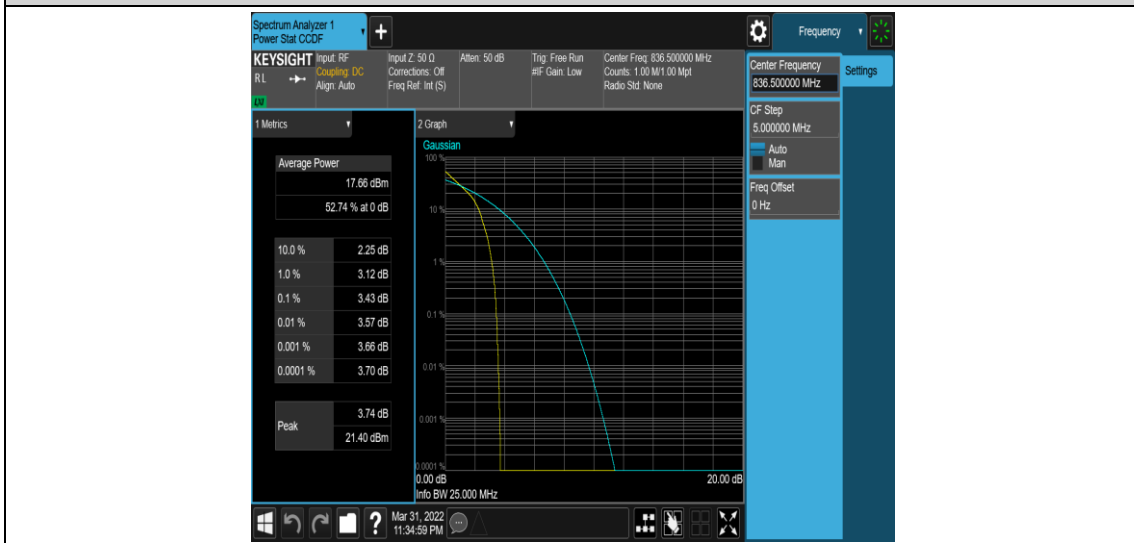 Spectrum Analyzer 1
Power Stat CCDF
Frequency
KEYSIGHT
RL
Input: RF
Coupling: DC
Align: Auto
Input Z: 50 Ω
Corrections: Off
Freq Ref: Int (S)
Atten: 50 dB
Trig: Free Run
#IF Gain: Low
Center Freq: 836.500000 MHz
Counts: 1.00 M/1.00 Mpt
Radio Std: None
Center Frequency
836.500000 MHz
Settings
CF Step
5.000000 MHz
Auto
Man
Freq Offset
0 Hz
1 Metrics
Average Power
17.66 dBm
52.74 % at 0 dB
10.0 % 2.25 dB
1.0 % 3.12 dB
0.1 % 3.43 dB
0.01 % 3.57 dB
0.001 % 3.66 dB
0.0001 % 3.70 dB
Peak
3.74 dB
21.40 dBm
2 Graph
Gaussian
100 %
10 %
1 %
0.1 %
0.01 %
0.001 %
0.0001 %
0.00 dB 20.00 dB
Info BW 25.000 MHz
Mar 31, 2022
11:34:59 PM